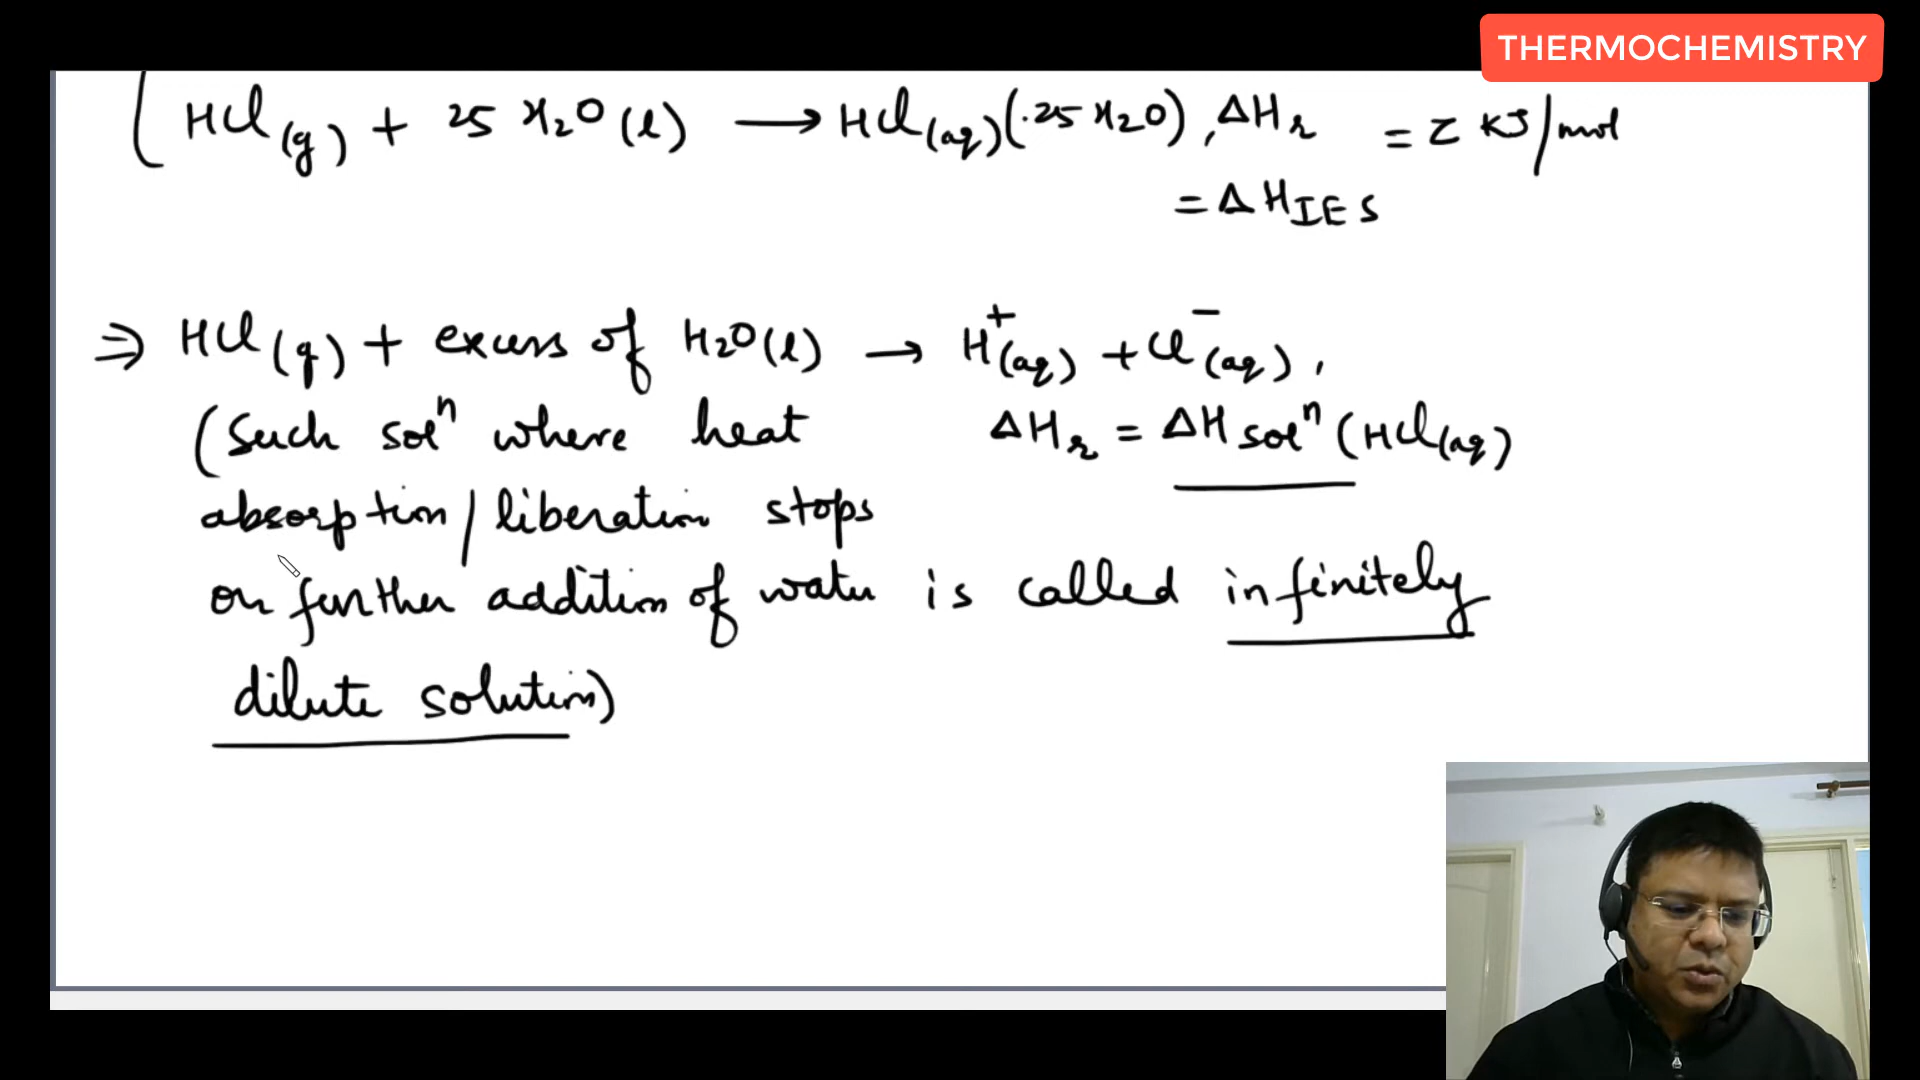 THERMOCHEMISTRY
( HCl(g) + 25 H₂O(l) ⟶ HCl(aq)(.25 H₂O), ΔHr = z kJ/mol
= ΔH IES
⇒ HCl(g) + excess of H₂O(l) → H⁺(aq) + Cl⁻(aq),
(Such solⁿ where heat ΔHr = ΔH solⁿ (HCl(aq))
absorption/liberation stops
on further addition of water is called infinitely
dilute solution)